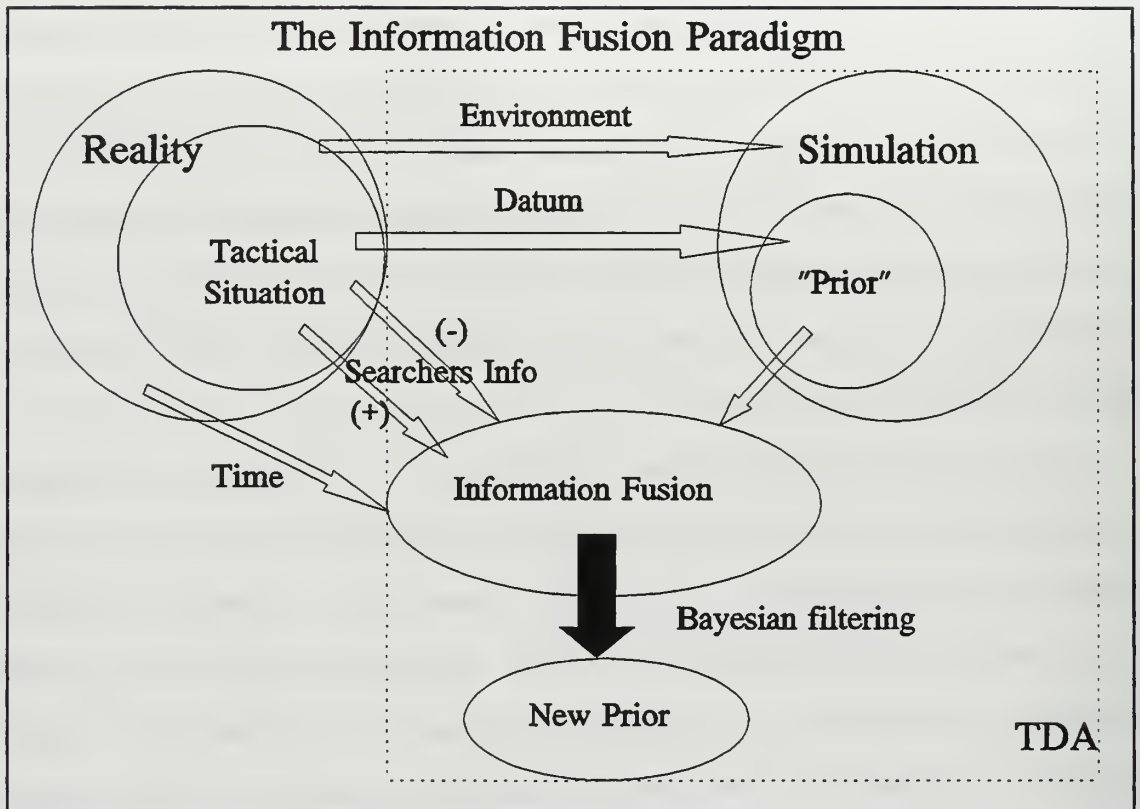 The Information Fusion Paradigm
Environment
Reality
Simulation
Datum
Tactical
Situation
"Prior"
(-)
Searchers Info
(+)
Time
Information Fusion
Bayesian filtering
New Prior
TDA